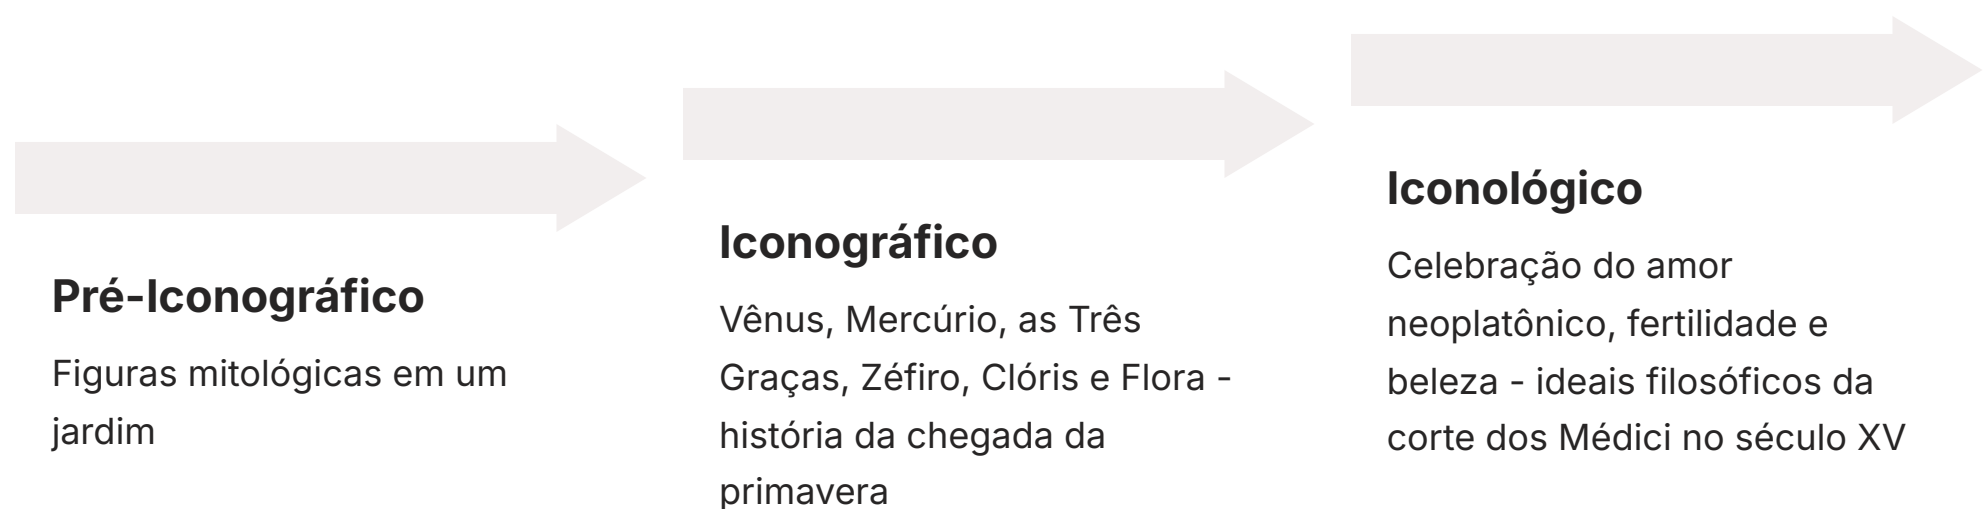 Pré-Iconográfico
Figuras mitológicas em um
jardim
Iconográfico
Vênus, Mercúrio, as Três
Graças, Zéfiro, Clóris e Flora -
história da chegada da
primavera
Iconológico
Celebração do amor
neoplatônico, fertilidade e
beleza - ideais filosóficos da
corte dos Médici no século XV